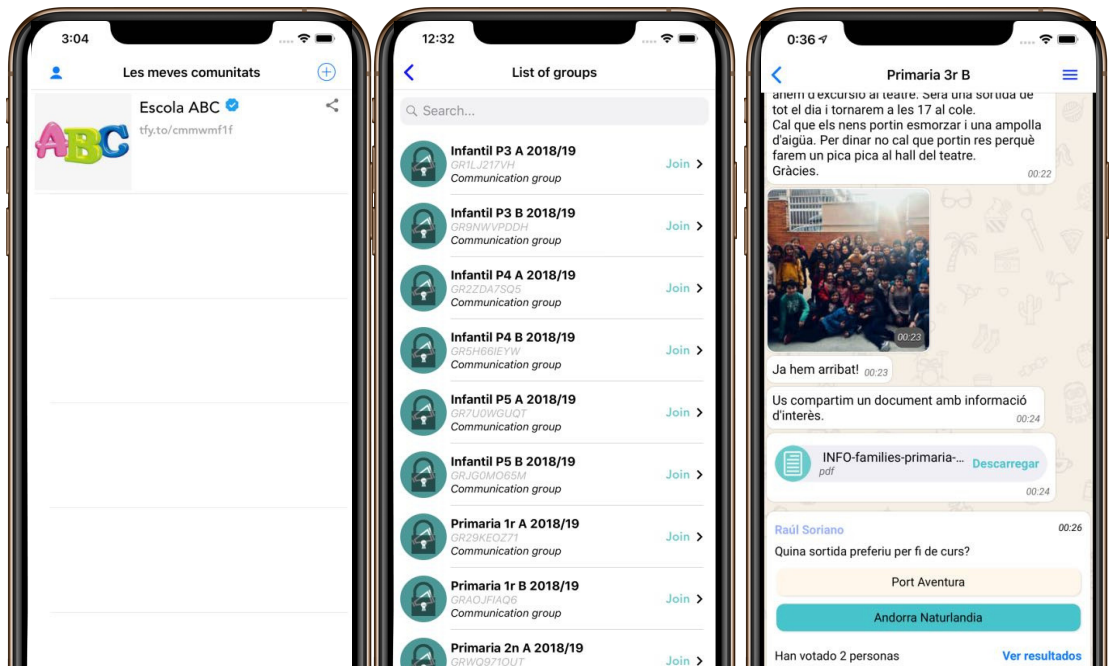 3:04
Les meves comunitats
ABC
Escola ABC
tfy.to/cmmwmf1f
12:32
List of groups
Search...
Infantil P3 A 2018/19
GR1LJ217VH
Communication group
Join
Infantil P3 B 2018/19
GR9NWVPDDH
Communication group
Join
Infantil P4 A 2018/19
GR2ZDA7SQ5
Communication group
Join
Infantil P4 B 2018/19
GR5H66IEYW
Communication group
Join
Infantil P5 A 2018/19
GR7U0WGUQT
Communication group
Join
Infantil P5 B 2018/19
GRJG0MO65M
Communication group
Join
Primaria 1r A 2018/19
GR29KEOZ71
Communication group
Join
Primaria 1r B 2018/19
GRAOJFIAQ6
Communication group
Join
Primaria 2n A 2018/19
GRWQ971OUT
Join
0:36
Primaria 3r B
anem d'excursió al teatre. Serà una sortida de
tot el dia i tornarem a les 17 al cole.
Cal que els nens portin esmorzar i una ampolla
d'aigüa. Per dinar no cal que portin res perquè
farem un pica pica al hall del teatre.
Gràcies.
00:22
00:23
Ja hem arribat! 00:23
Us compartim un document amb informació
d'interès.
00:24
INFO-families-primaria-...
pdf
Descarregar
00:24
Raúl Soriano
00:26
Quina sortida preferiu per fi de curs?
Port Aventura
Andorra Naturlandia
Han votado 2 personas
Ver resultados